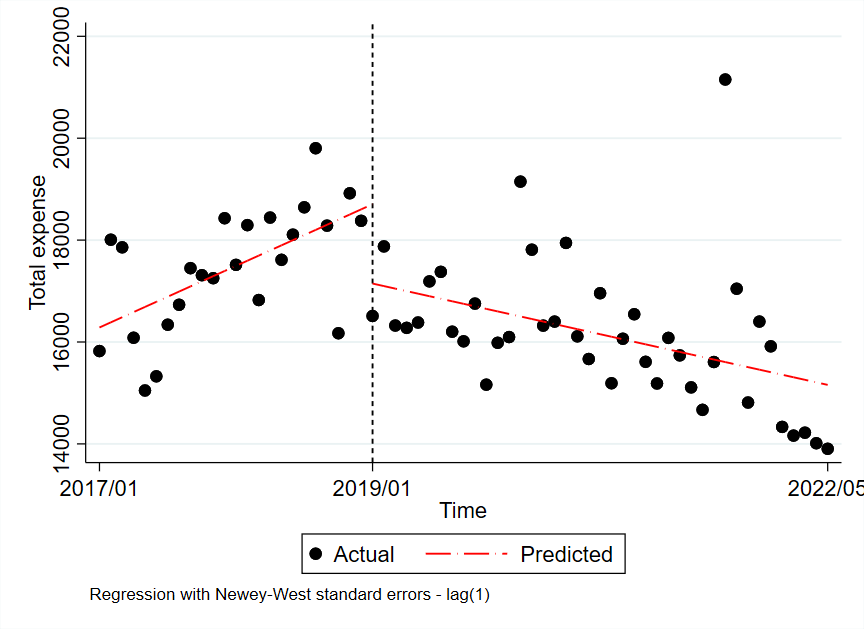 22000
20000
18000
16000
14000
Total expense
2017/01
2019/01
2022/05
Time
Actual
Predicted
Regression with Newey-West standard errors - lag(1)